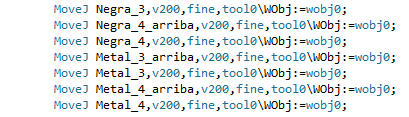 MoveJ Negra_3,v200,fine,tool0\WObj:=wobj0;
MoveJ Negra_4_arriba,v200,fine,tool0\WObj:=wobj0;
MoveJ Negra_4,v200,fine,tool0\WObj:=wobj0;
MoveJ Metal_3_arriba,v200,fine,tool0\WObj:=wobj0;
MoveJ Metal_3,v200,fine,tool0\WObj:=wobj0;
MoveJ Metal_4_arriba,v200,fine,tool0\WObj:=wobj0;
MoveJ Metal_4,v200,fine,tool0\WObj:=wobj0;